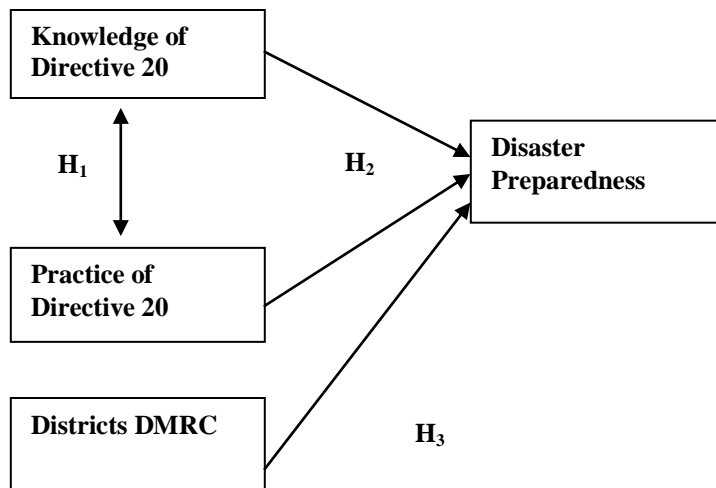 Knowledge of
Directive 20
H₁
H₂
Disaster
Preparedness
Practice of
Directive 20
Districts DMRC
H₃